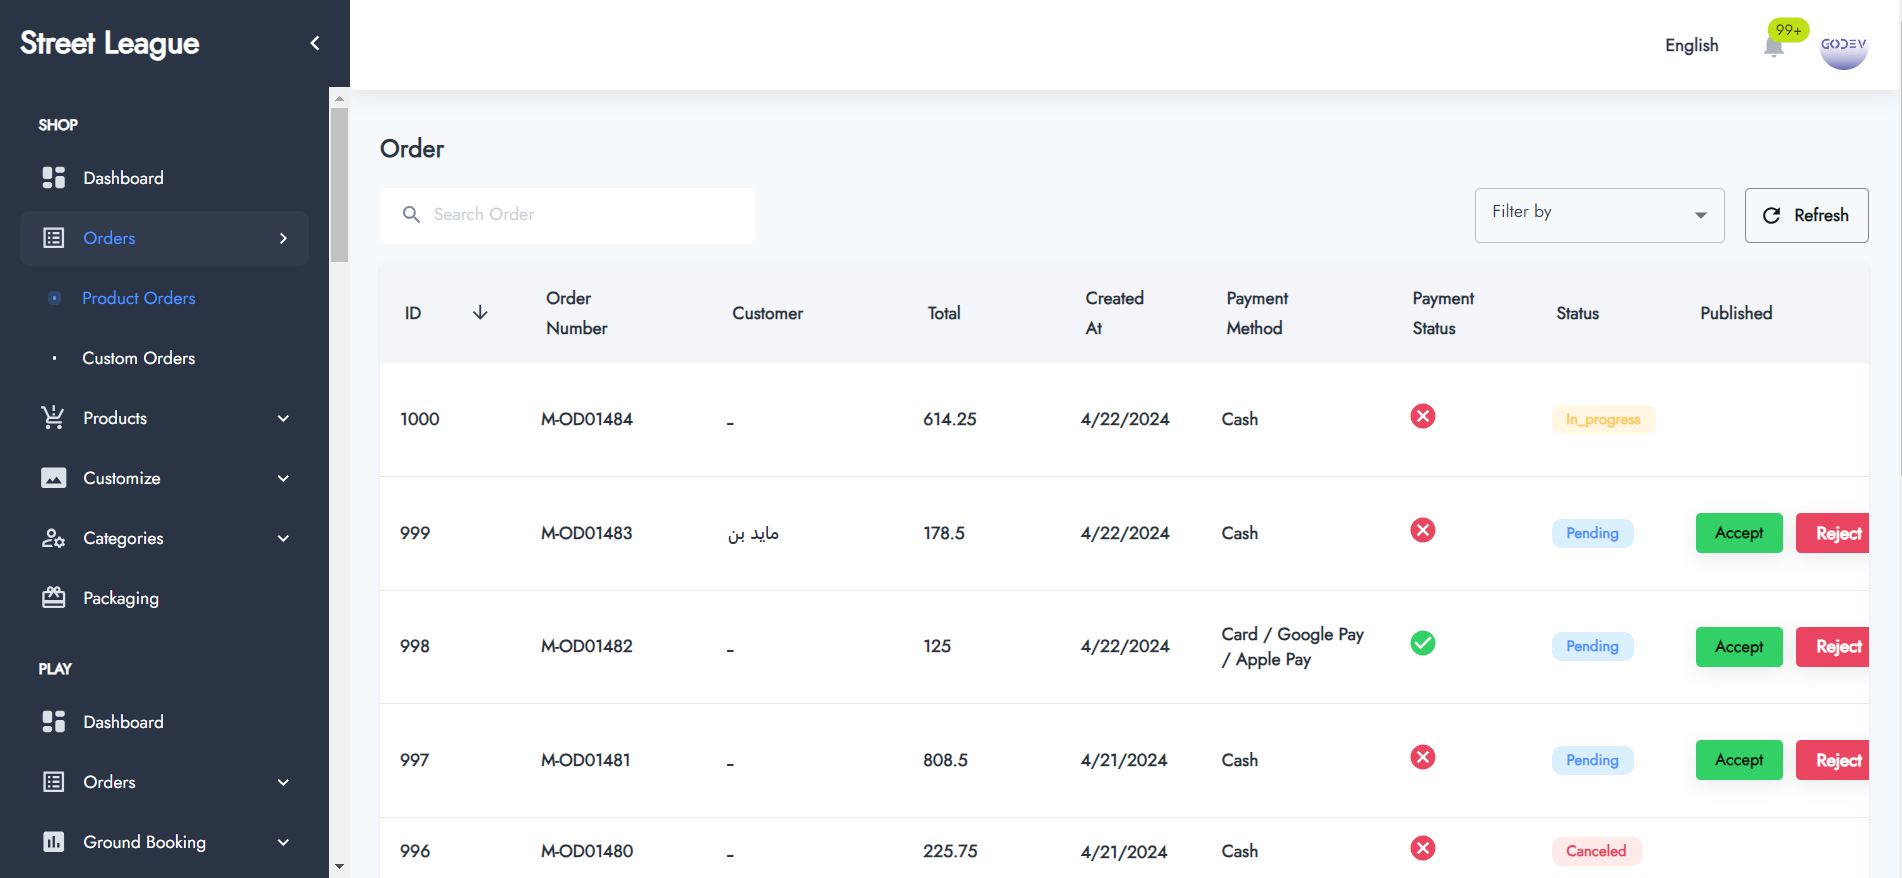 Street League
English
99+
GODEV
SHOP
Dashboard
Orders
Product Orders
Custom Orders
Products
Customize
Categories
Packaging
PLAY
Dashboard
Orders
Ground Booking
Order
Search Order
Filter by
Refresh
ID
Order
Number
Customer
Total
Created
At
Payment
Method
Payment
Status
Status
Published
1000 M-OD01484 _ 614.25 4/22/2024 Cash In_progress
999 M-OD01483 مايد بن 178.5 4/22/2024 Cash Pending Accept Reject
998 M-OD01482 _ 125 4/22/2024 Card / Google Pay
/ Apple Pay Pending Accept Reject
997 M-OD01481 _ 808.5 4/21/2024 Cash Pending Accept Reject
996 M-OD01480 _ 225.75 4/21/2024 Cash Canceled